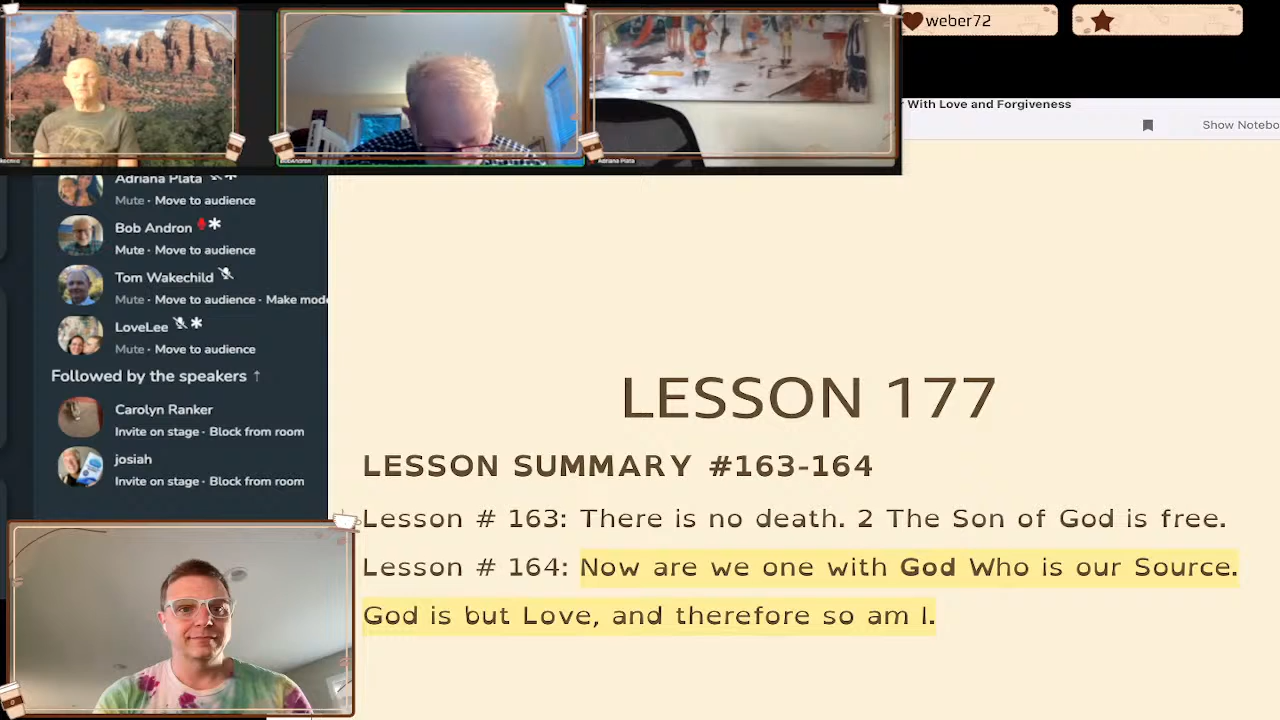 weber72
With Love and Forgiveness
Show Notebo
BobAndron
Adriana Plata
Adriana Plata
Mute · Move to audience
Bob Andron
Mute · Move to audience
Tom Wakechild
Mute · Move to audience · Make mode
LoveLee
Mute · Move to audience
Followed by the speakers ↑
Carolyn Ranker
Invite on stage · Block from room
josiah
Invite on stage · Block from room
LESSON 177
LESSON SUMMARY #163-164
Lesson # 163: There is no death. 2 The Son of God is free.
Lesson # 164: Now are we one with God Who is our Source.
God is but Love, and therefore so am I.